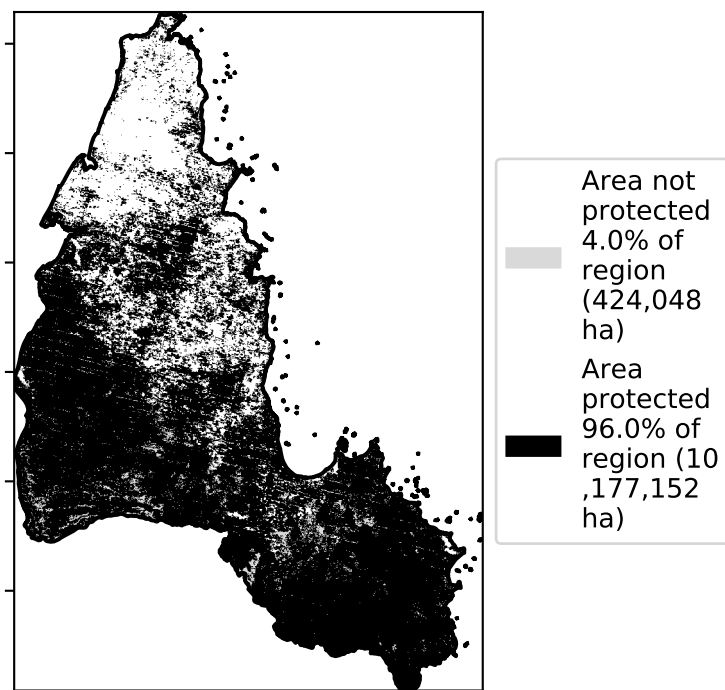 Area not
protected
4.0% of
region
(424,048
ha)
Area
protected
96.0% of
region (10
,177,152
ha)